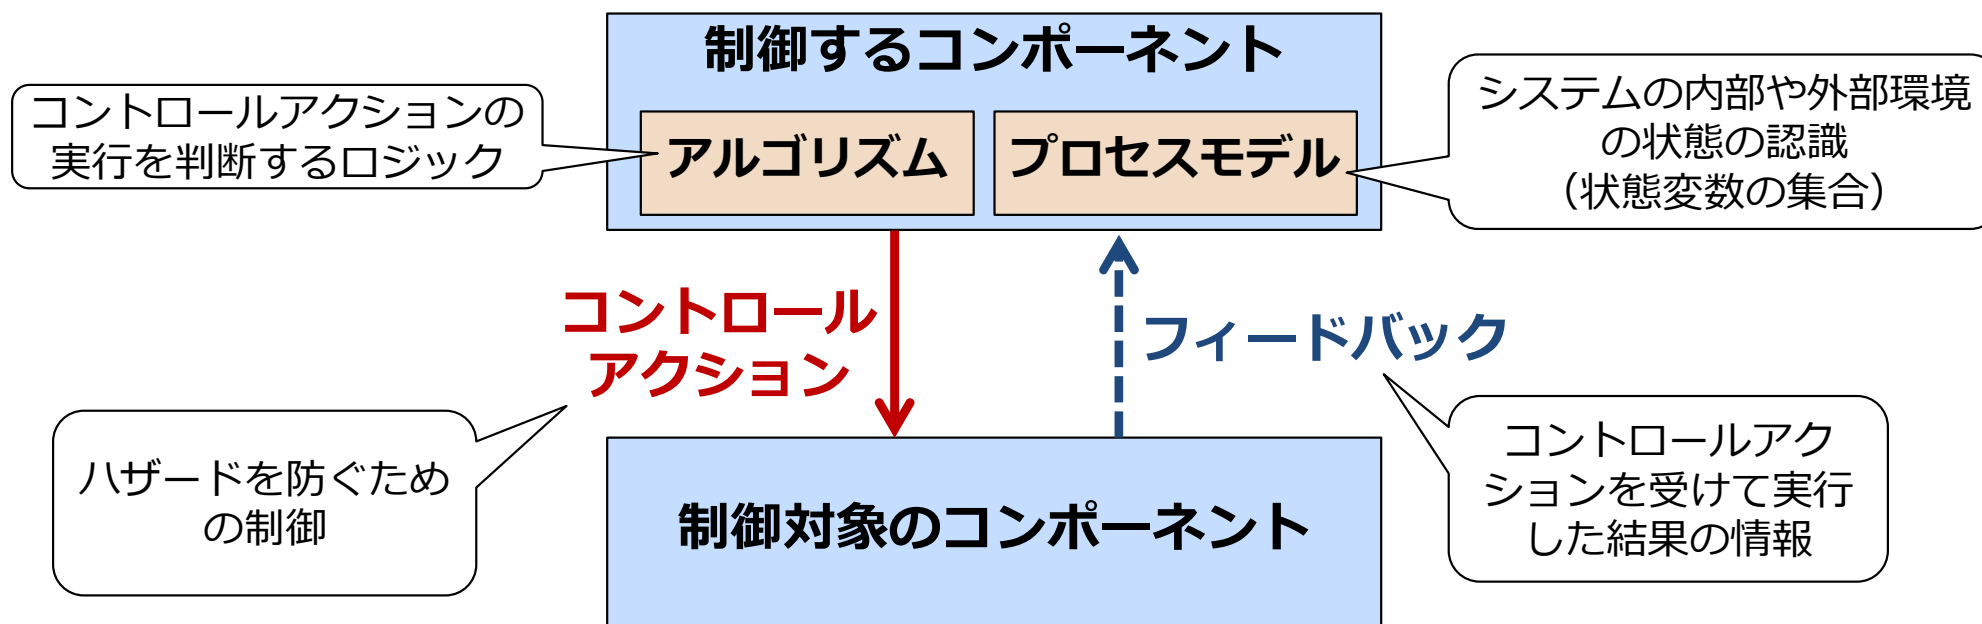 制御するコンポーネント
コントロールアクションの
実行を判断するロジック
アルゴリズム
プロセスモデル
システムの内部や外部環境
の状態の認識
（状態変数の集合）
コントロール
アクション
フィードバック
ハザードを防ぐため
の制御
制御対象のコンポーネント
コントロールアク
ションを受けて実行
した結果の情報